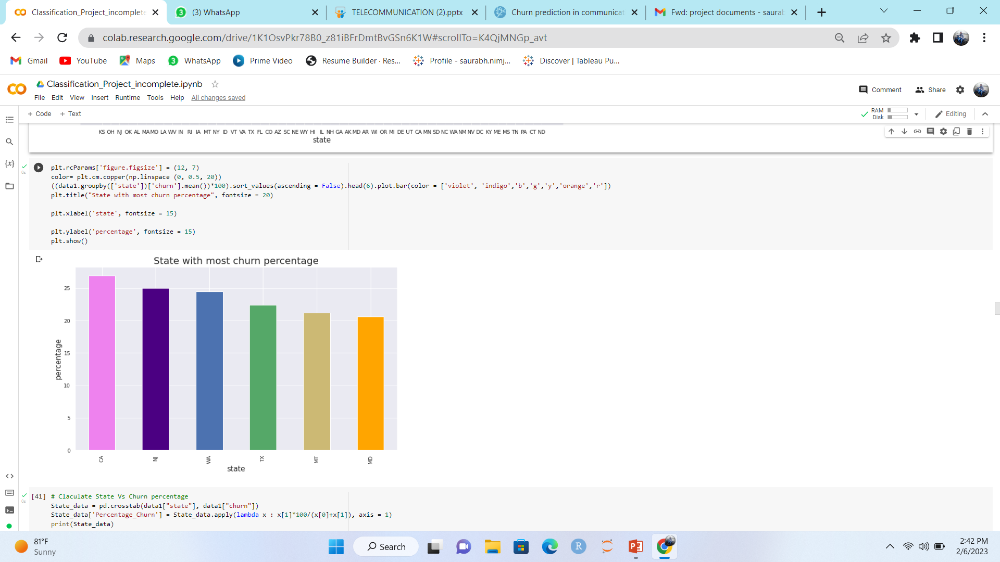 Classification_Project_incomplete
(3) WhatsApp
TELECOMMUNICATION (2).pptx
Churn prediction in communicat
Fwd: project documents - saurab
colab.research.google.com/drive/1K1OsvPkr78B0_z81iBFrDmtBvGSn6K1W#scrollTo=K4QjMNGp_avt
Gmail
YouTube
Maps
WhatsApp
Prime Video
Resume Builder · Res...
Profile - saurabh.nimj...
Discover | Tableau Pu...
Classification_Project_incomplete.ipynb
Comment
Share
File Edit View Insert Runtime Tools Help All changes saved
+ Code + Text
RAM
Disk
Editing
KS OH NJ OK AL MA MO LA WV IN RI IA MT NY ID VT VA TX FL CO AZ SC NE WY HI IL NH GA AK MD AR WI OR MI DE UT CA MN SD NC WA NM NV DC KY ME MS TN PA CT ND
state
{x}
0s
plt.rcParams['figure.figsize'] = (12, 7)
color= plt.cm.copper(np.linspace (0, 0.5, 20))
((data1.groupby(['state'])['churn'].mean())*100).sort_values(ascending = False).head(6).plot.bar(color = ['violet', 'indigo','b','g','y','orange','r'])
plt.title("State with most churn percentage", fontsize = 20)
plt.xlabel('state', fontsize = 15)
plt.ylabel('percentage', fontsize = 15)
plt.show()
State with most churn percentage
25
20
15
10
5
0
percentage
CA
NJ
WA
TX
MT
MD
state
0s
[41] # Claculate State Vs Churn percentage
State_data = pd.crosstab(data1["state"], data1["churn"])
State_data['Percentage_Churn'] = State_data.apply(lambda x : x[1]*100/(x[0]+x[1]), axis = 1)
print(State_data)
81°F
Sunny
Search
R
2:42 PM
2/6/2023